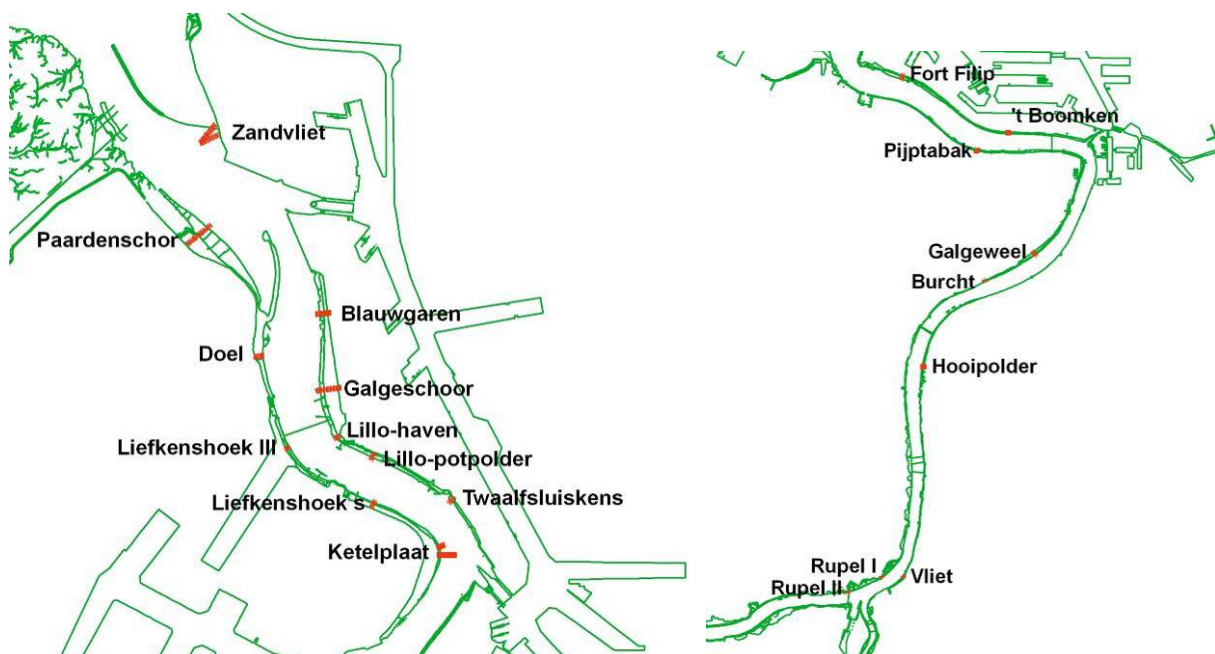 Zandvliet
Paardenschor
Blauwgaren
Doel
Galgeschoor
Lillo-haven
Liefkenshoek III
Lillo-potpolder
Liefkenshoek s
Twaalfsluiskens
Ketelplaat
Fort Filip
't Boomken
Pijptabak
Galgeweel
Burcht
Hooipolder
Rupel I
Vliet
Rupel II